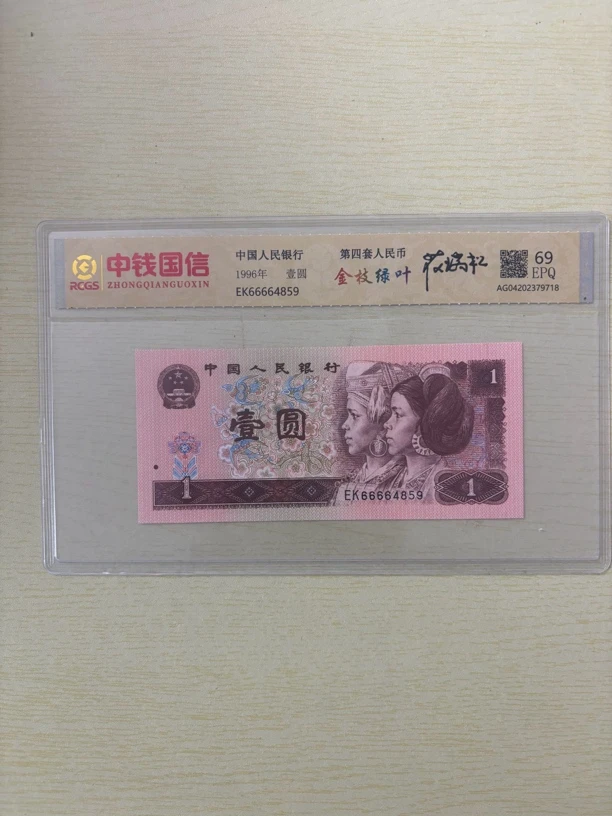 中钱国信
RCGS ZHONGQIANGUOXIN
中国人民银行
1996年 壹圆
EK66664859
第四套人民币
金枝绿叶
69
EPQ
AG04202379718
中国人民银行
1
壹圆
1
EK66664859
1